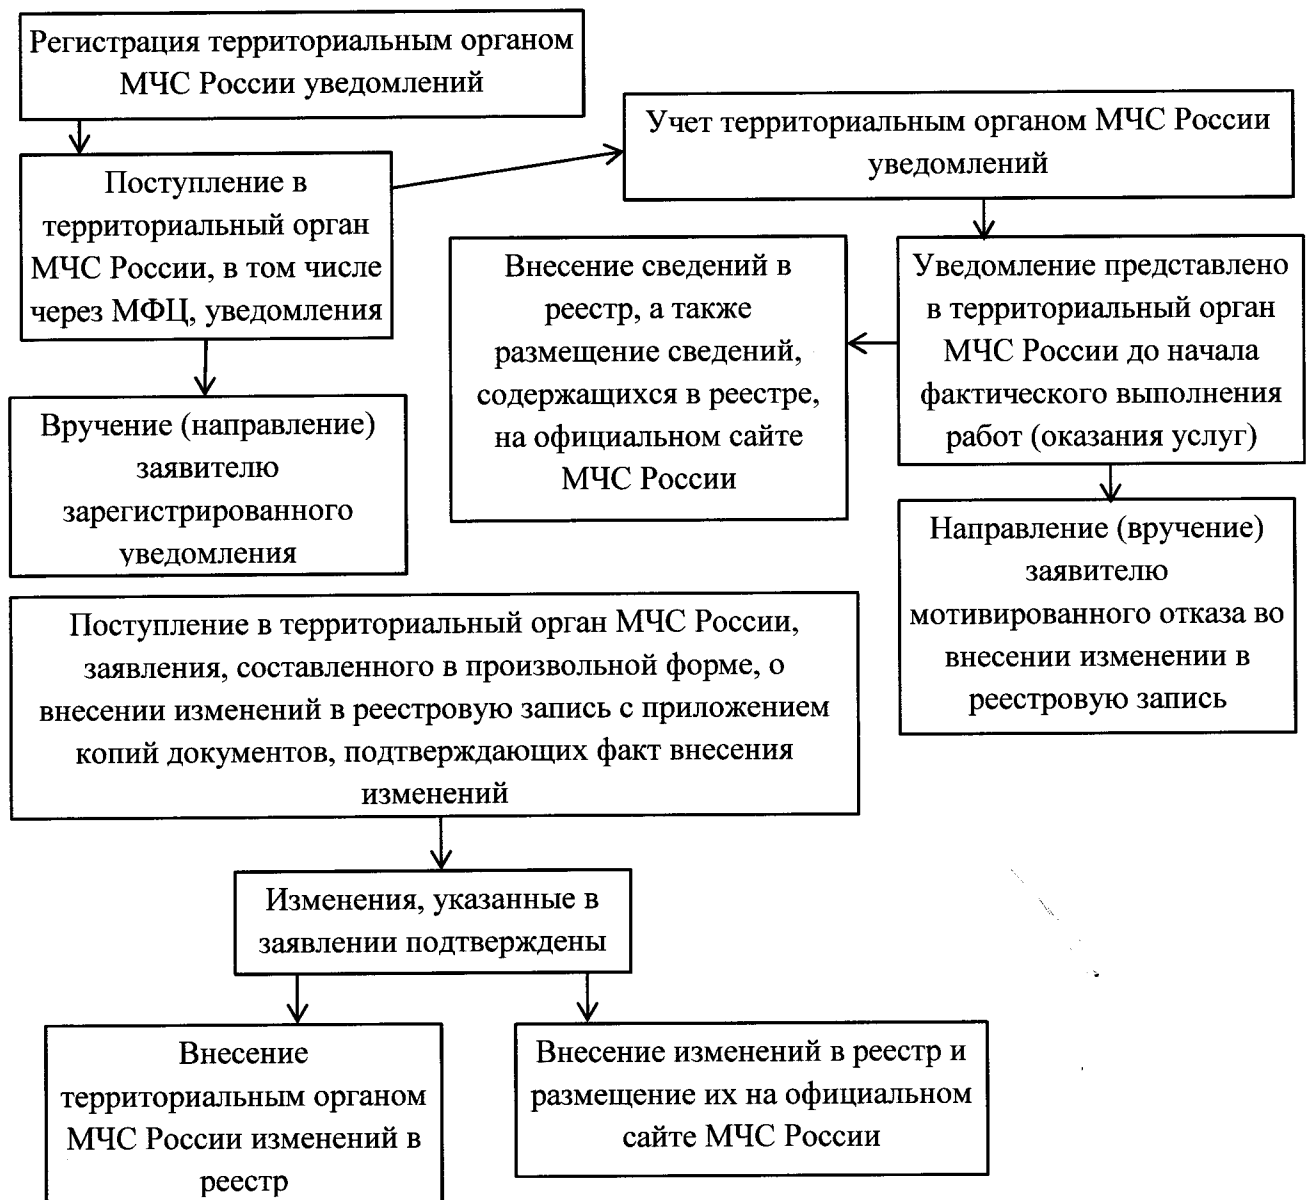 Регистрация территориальным органом
МЧС России уведомлений
Учет территориальным органом МЧС России
уведомлений
Поступление в
территориальный орган
МЧС России, в том числе
через МФЦ, уведомления
Внесение сведений в
реестр, а также
размещение сведений,
содержащихся в реестре,
на официальном сайте
МЧС России
Уведомление представлено
в территориальный орган
МЧС России до начала
фактического выполнения
работ (оказания услуг)
Вручение (направление)
заявителю
зарегистрированного
уведомления
Направление (вручение)
заявителю
мотивированного отказа во
внесении изменении в
реестровую запись
Поступление в территориальный орган МЧС России,
заявления, составленного в произвольной форме, о
внесении изменений в реестровую запись с приложением
копий документов, подтверждающих факт внесения
изменений
Изменения, указанные в
заявлении подтверждены
Внесение
территориальным органом
МЧС России изменений в
реестр
Внесение изменений в реестр и
размещение их на официальном
сайте МЧС России